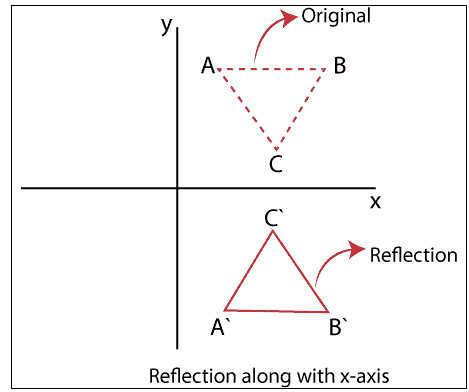 Original
y
A
B
C
x
C`
Reflection
A`
B`
Reflection along with x-axis